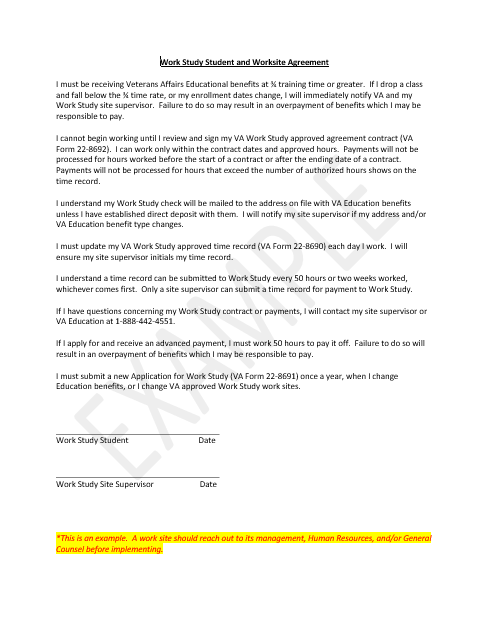 Work Study Student and Worksite Agreement
I must be receiving Veterans Affairs Educational benefits at ¾ training time or greater. If I drop a class
and fall below the ¾ time rate, or my enrollment dates change, I will immediately notify VA and my
Work Study site supervisor. Failure to do so may result in an overpayment of benefits which I may be
responsible to pay.
I cannot begin working until I review and sign my VA Work Study approved agreement contract (VA
Form 22-8692). I can work only within the contract dates and approved hours. Payments will not be
processed for hours worked before the start of a contract or after the ending date of a contract.
Payments will not be processed for hours that exceed the number of authorized hours shows on the
time record.
I understand my Work Study check will be mailed to the address on file with VA Education benefits
unless I have established direct deposit with them. I will notify my site supervisor if my address and/or
VA Education benefit type changes.
I must update my VA Work Study approved time record (VA Form 22-8690) each day I work. I will
ensure my site supervisor initials my time record.
I understand a time record can be submitted to Work Study every 50 hours or two weeks worked,
whichever comes first. Only a site supervisor can submit a time record for payment to Work Study.
If I have questions concerning my Work Study contract or payments, I will contact my site supervisor or
VA Education at 1-888-442-4551.
If I apply for and receive an advanced payment, I must work 50 hours to pay it off. Failure to do so will
result in an overpayment of benefits which I may be responsible to pay.
I must submit a new Application for Work Study (VA Form 22-8691) once a year, when I change
Education benefits, or I change VA approved Work Study work sites.
EXAMPLE
Work Study Student Date
Work Study Site Supervisor Date
*This is an example. A work site should reach out to its management, Human Resources, and/or General
Counsel before implementing.